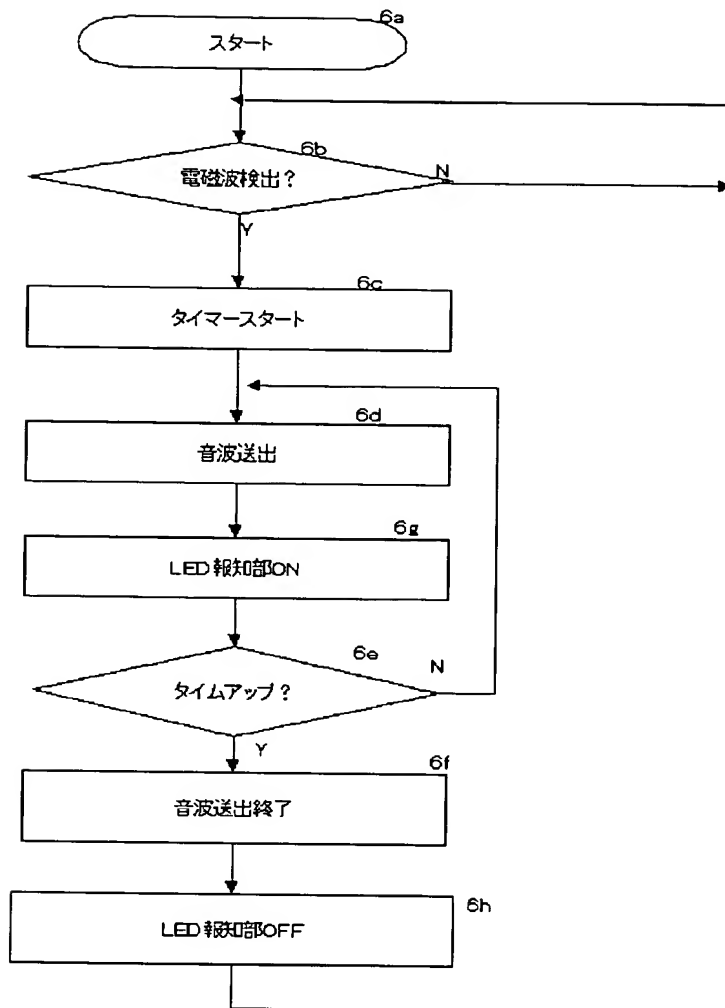 6a
スタート
6b
電磁波検出?
N
Y
6c
タイマースタート
6d
音波送出
6g
LED報知部ON
6e
タイムアップ?
N
Y
6f
音波送出終了
6h
LED報知部OFF